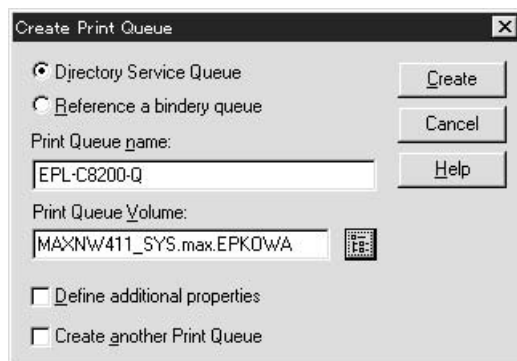 Create Print Queue
Directory Service Queue
Reference a bindery queue
Print Queue name:
EPL-C8200-Q
Print Queue Volume:
MAXNW411_SYS.max.EPKOWA
Define additional properties
Create another Print Queue
Create
Cancel
Help